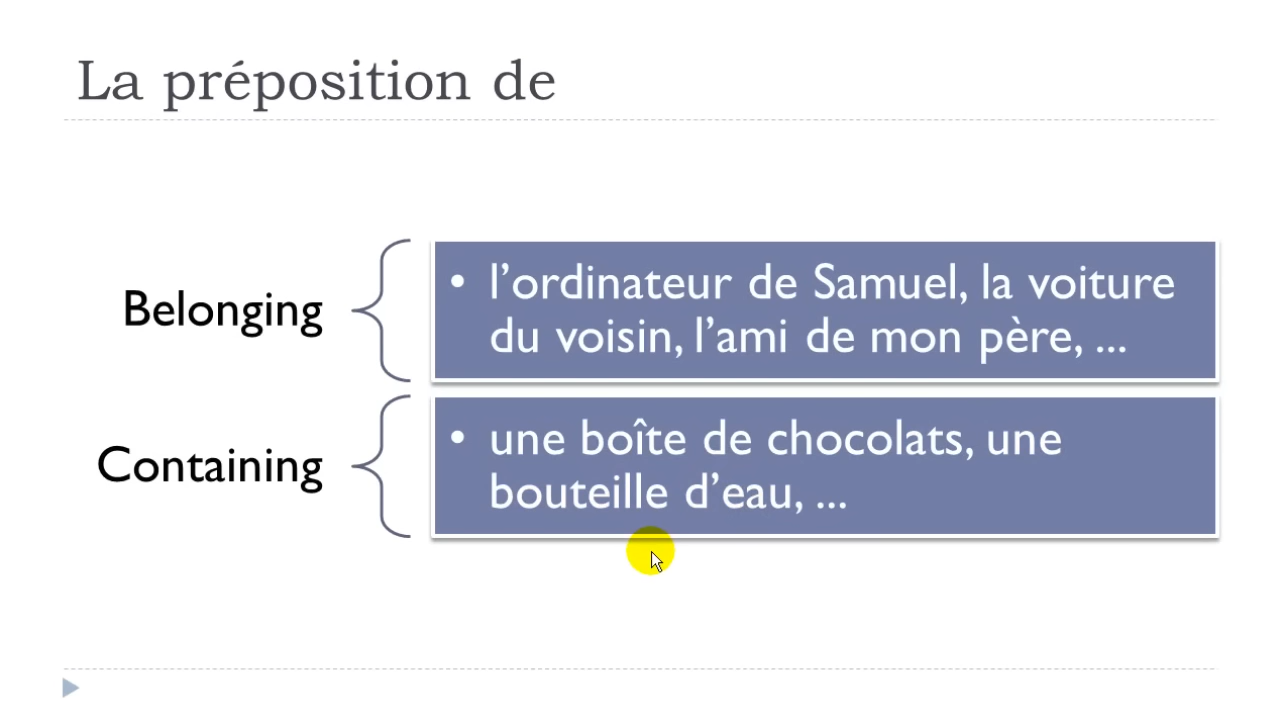 La préposition de
Belonging
• l’ordinateur de Samuel, la voiture
du voisin, l’ami de mon père, ...
Containing
• une boîte de chocolats, une
bouteille d’eau, ...